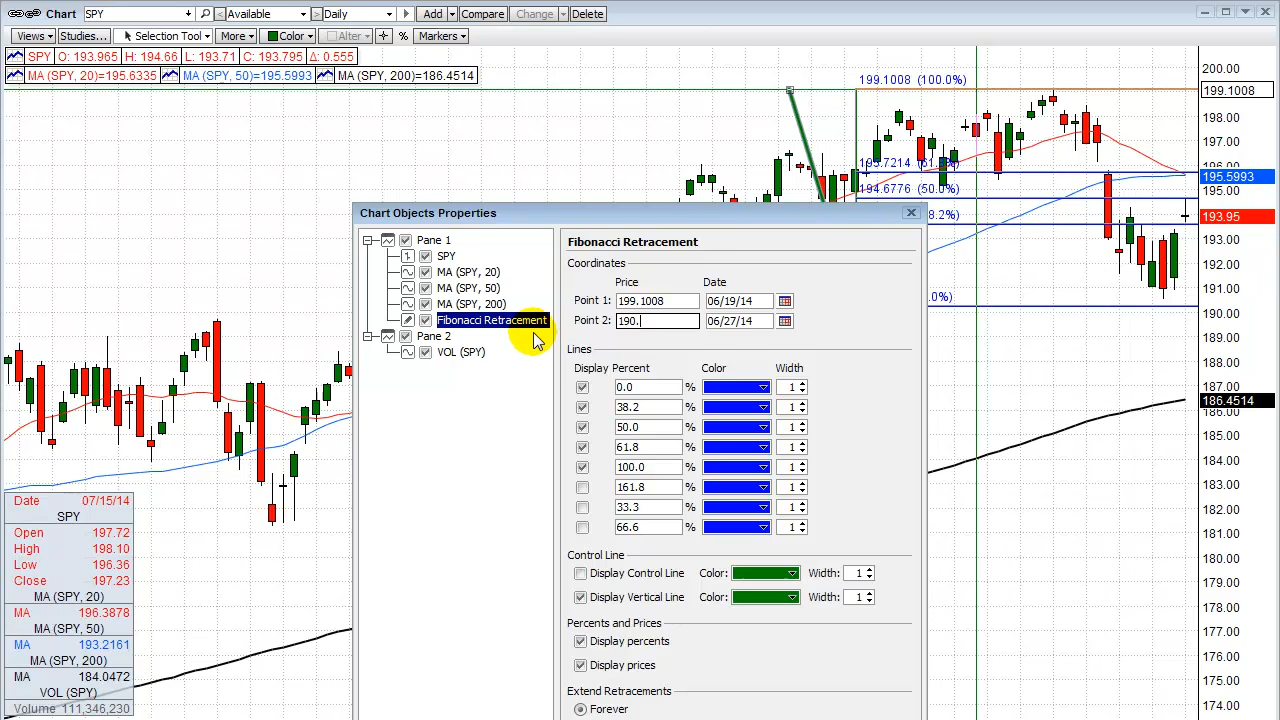 Chart SPY < Available > Daily Add Compare Change Delete
Views Studies... Selection Tool More Color Alter % Markers
SPY O: 193.965 H: 194.66 L: 193.71 C: 193.795 Δ: 0.555
MA (SPY, 20)=195.6335 MA (SPY, 50)=195.5993 MA (SPY, 200)=186.4514
199.1008 (100.0%)
194.6776 (50.0%)
8.2%)
.0%)
200.00
199.1008
198.00
197.00
196.00
195.5993
195.00
193.95
193.00
192.00
191.00
190.00
189.00
188.00
187.00
186.4514
186.00
185.00
184.00
183.00
182.00
181.00
180.00
179.00
178.00
177.00
176.00
175.00
174.00
Chart Objects Properties
Pane 1
SPY
MA (SPY, 20)
MA (SPY, 50)
MA (SPY, 200)
Fibonacci Retracement
Pane 2
VOL (SPY)
Fibonacci Retracement
Coordinates
Price Date
Point 1: 199.1008 06/19/14
Point 2: 190. 06/27/14
Lines
Display Percent Color Width
0.0 % 1
38.2 % 1
50.0 % 1
61.8 % 1
100.0 % 1
161.8 % 1
33.3 % 1
66.6 % 1
Control Line
Display Control Line Color: Width: 1
Display Vertical Line Color: Width: 1
Percents and Prices
Display percents
Display prices
Extend Retracements
Forever
Date 07/15/14
SPY
Open 197.72
High 198.10
Low 196.36
Close 197.23
MA (SPY, 20)
MA 196.3878
MA (SPY, 50)
MA 193.2161
MA (SPY, 200)
MA 184.0472
VOL (SPY)
Volume 111,346,230